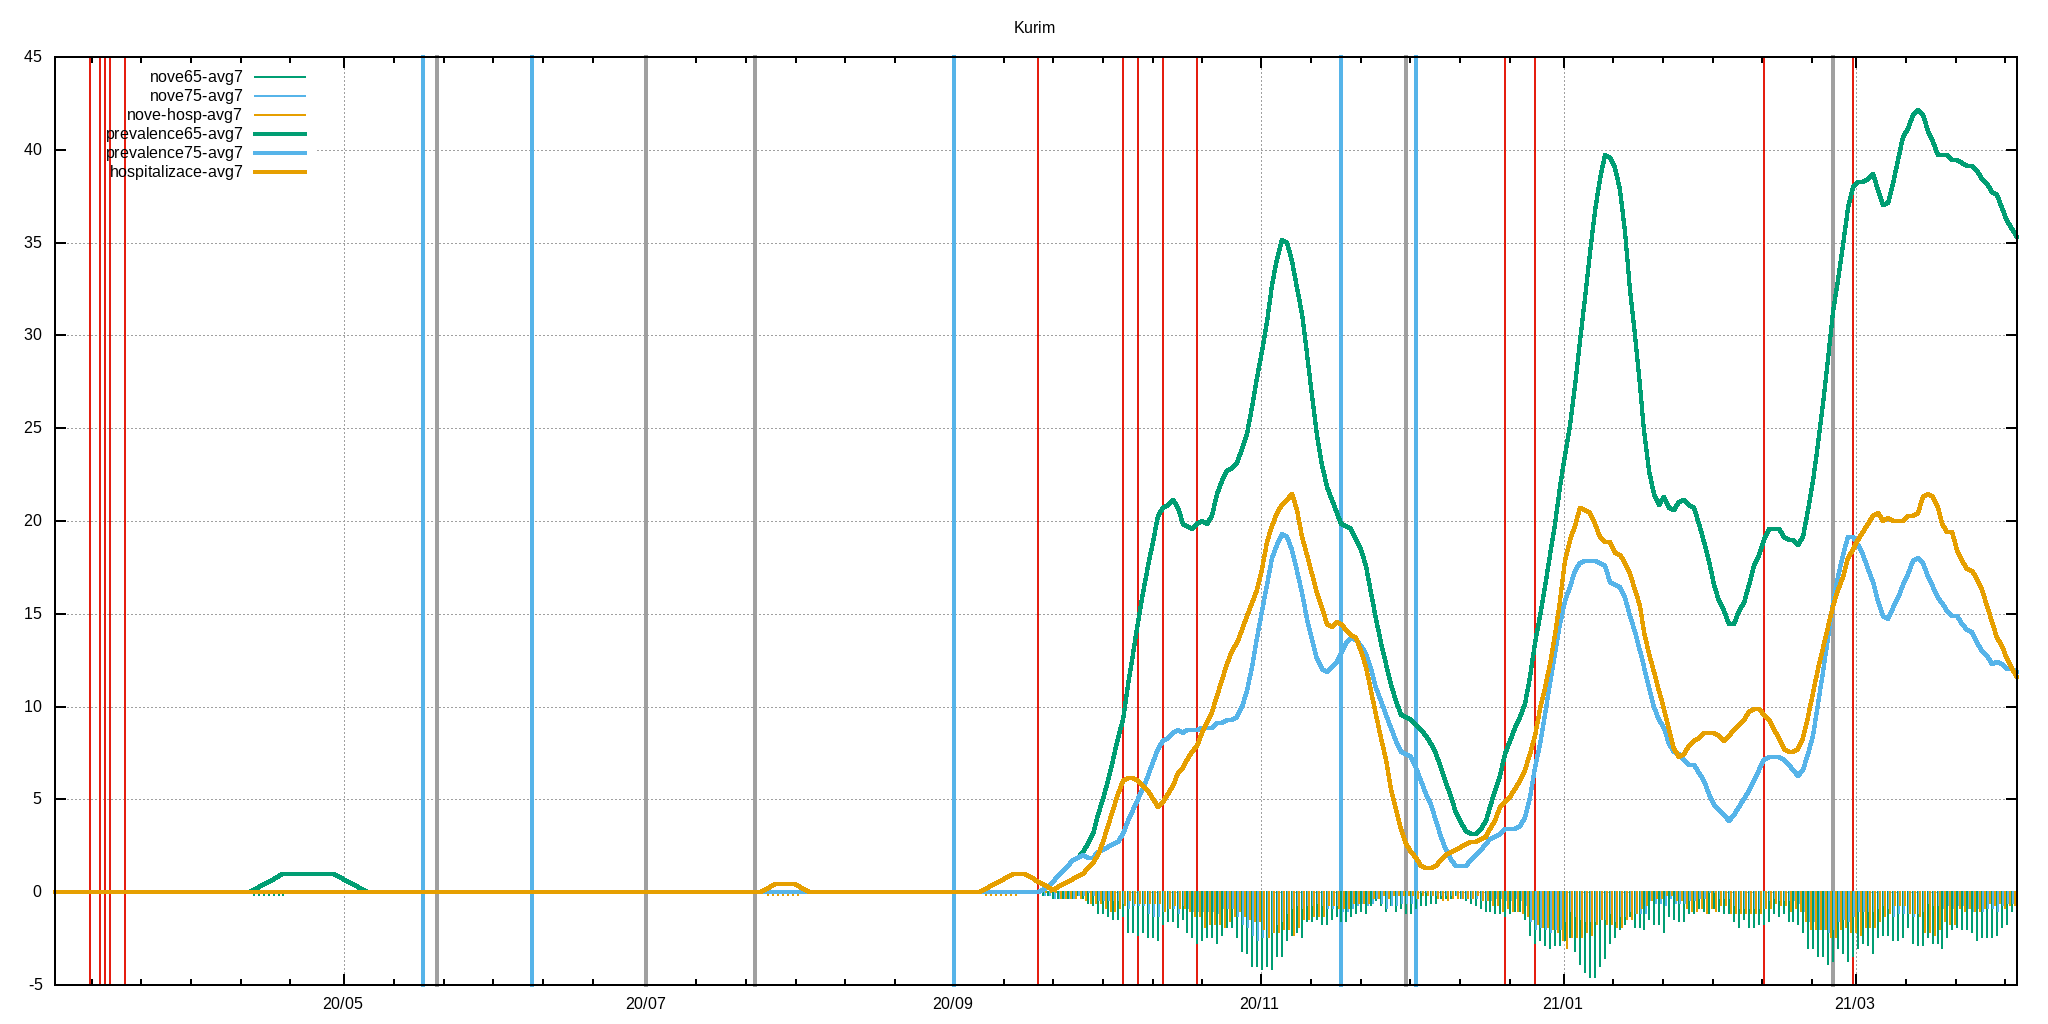 Kurim
45
40
35
30
25
20
15
10
5
0
-5
nove65-avg7
nove75-avg7
nove-hosp-avg7
prevalence65-avg7
prevalence75-avg7
hospitalizace-avg7
20/05 20/07 20/09 20/11 21/01 21/03